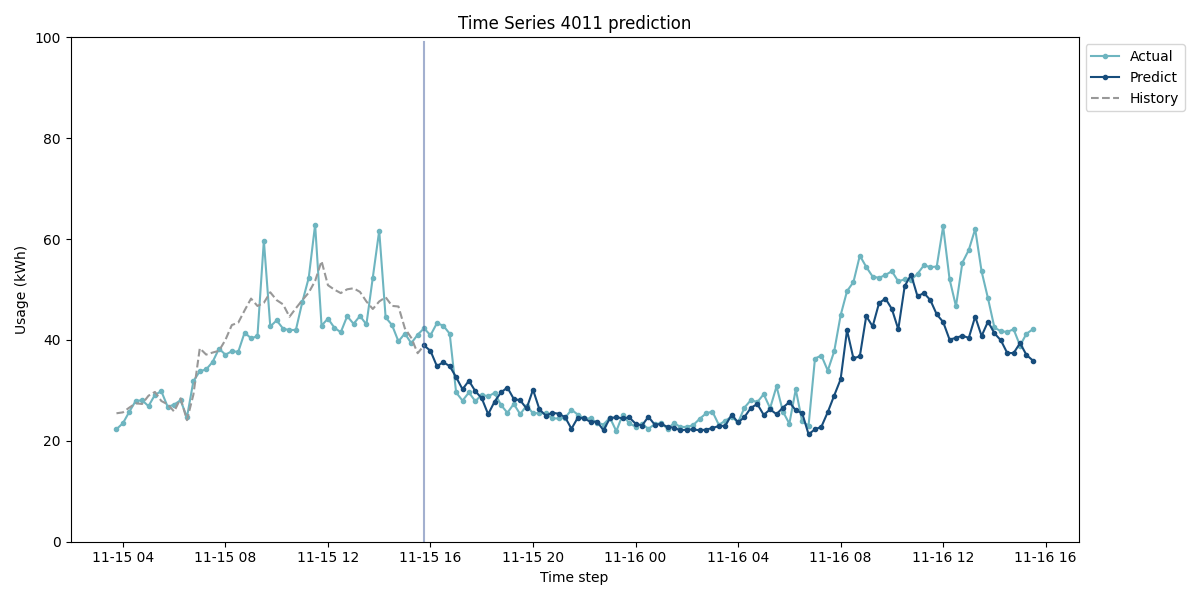 Time Series 4011 prediction
100
80
60
40
20
0
Usage (kWh)
11-15 04
11-15 08
11-15 12
11-15 16
11-15 20
11-16 00
11-16 04
11-16 08
11-16 12
11-16 16
Time step
Actual
Predict
History